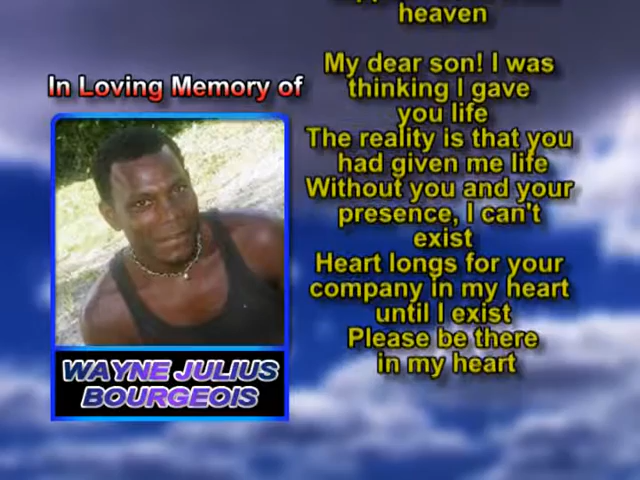 heaven
In Loving Memory of
WAYNE JULIUS
BOURGEOIS
My dear son! I was
thinking I gave
you life
The reality is that you
had given me life
Without you and your
presence, I can't
exist
Heart longs for your
company in my heart
until I exist
Please be there
in my heart